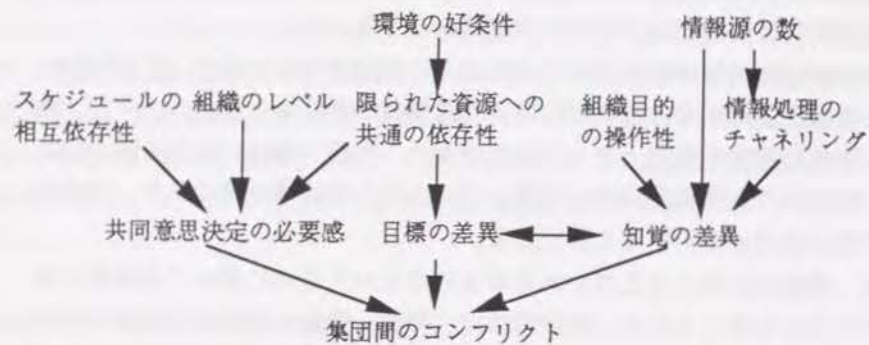 環境の好条件
情報源の数
スケジュールの
相互依存性
組織のレベル
限られた資源への
共通の依存性
組織目的
の操作性
情報処理の
チャネリング
共同意思決定の必要感
目標の差異
知覚の差異
集団間のコンフリクト